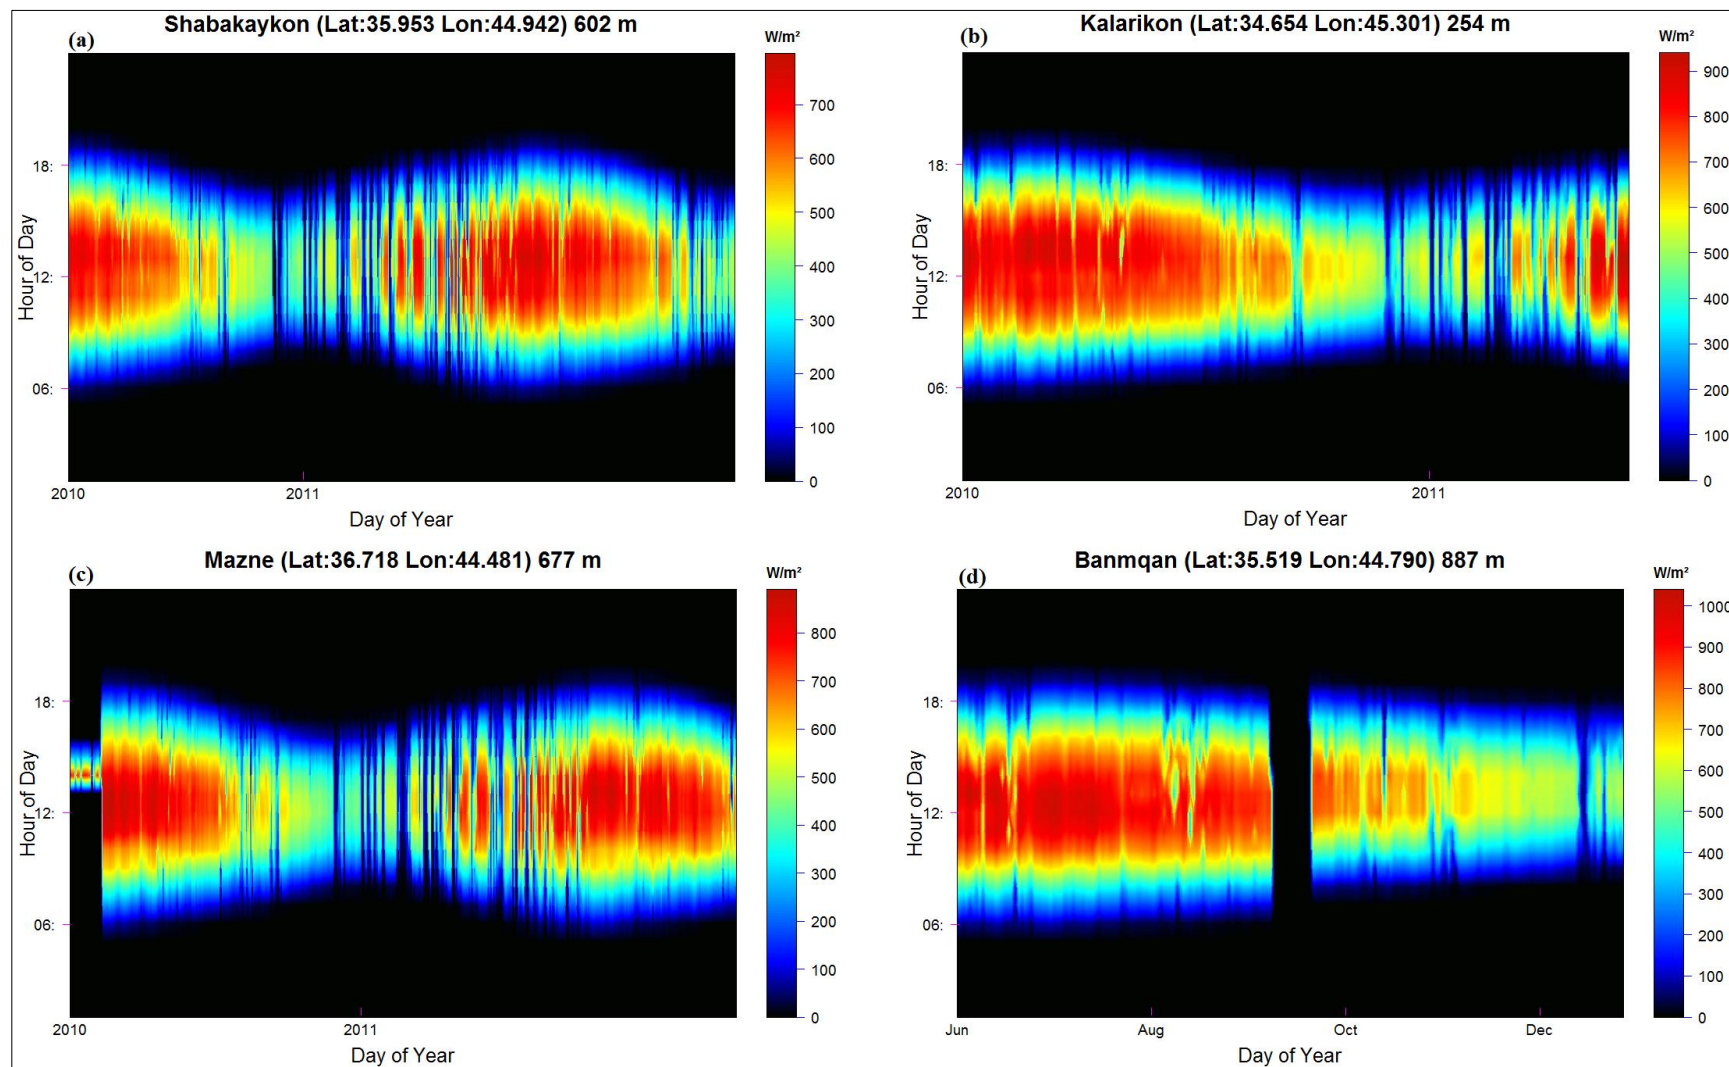 (a)
Shabakaykon (Lat:35.953 Lon:44.942) 602 m
W/m²
700
600
500
400
300
200
100
0
18:
12:
06:
Hour of Day
2010
2011
Day of Year
(b)
Kalarikon (Lat:34.654 Lon:45.301) 254 m
W/m²
900
800
700
600
500
400
300
200
100
0
18:
12:
06:
Hour of Day
2010
2011
Day of Year
(c)
Mazne (Lat:36.718 Lon:44.481) 677 m
W/m²
800
700
600
500
400
300
200
100
0
18:
12:
06:
Hour of Day
2010
2011
Day of Year
(d)
Banmqan (Lat:35.519 Lon:44.790) 887 m
W/m²
1000
900
800
700
600
500
400
300
200
100
0
18:
12:
06:
Hour of Day
Jun
Aug
Oct
Dec
Day of Year